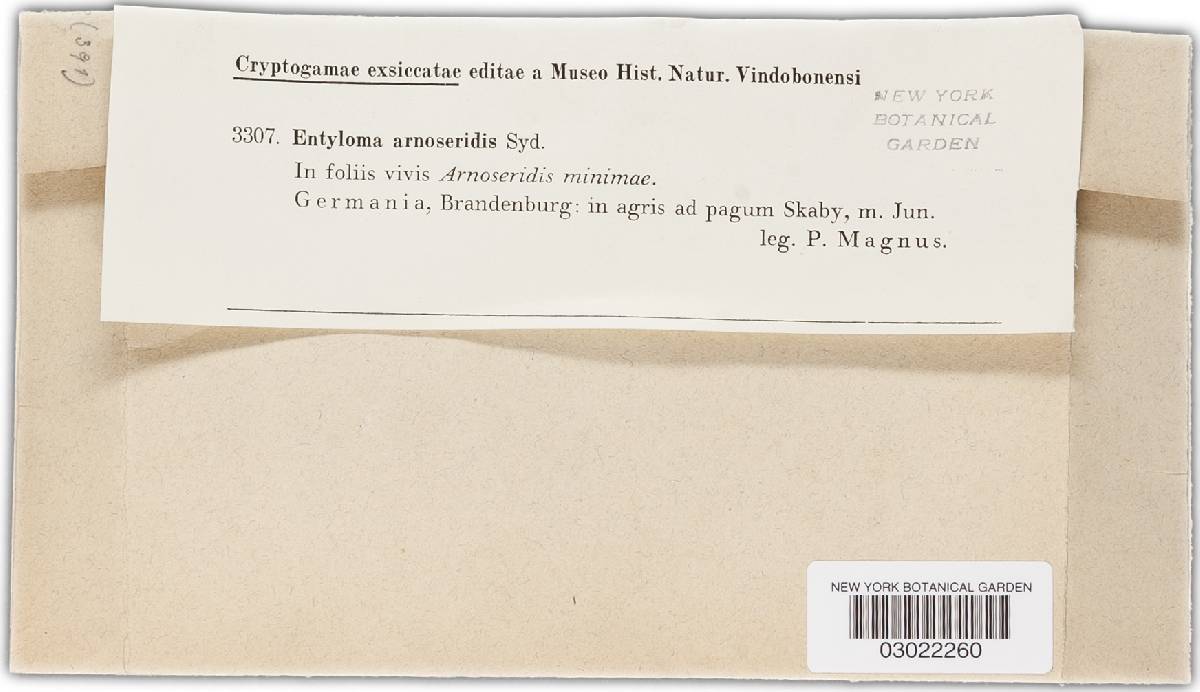 Cryptogamae exsiccatae editae a Museo Hist. Natur. Vindobonensi
NEW YORK
BOTANICAL
GARDEN
3307. Entyloma arnoseridis Syd.
In foliis vivis Arnoseridis minimae.
Germania, Brandenburg: in agris ad pagum Skaby, m. Jun.
leg. P. Magnus.
NEW YORK BOTANICAL GARDEN
03022260